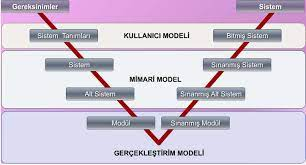 Gereksinimler Sistem
KULLANICI MODELİ
Sistem Tanımları Bitmiş Sistem
Sistem Sınanmış Sistem
MİMARİ MODEL
Alt Sistem Sınanmış Alt Sistem
Modül Sınanmış Modül
GERÇEKLEŞTİRİM MODELİ